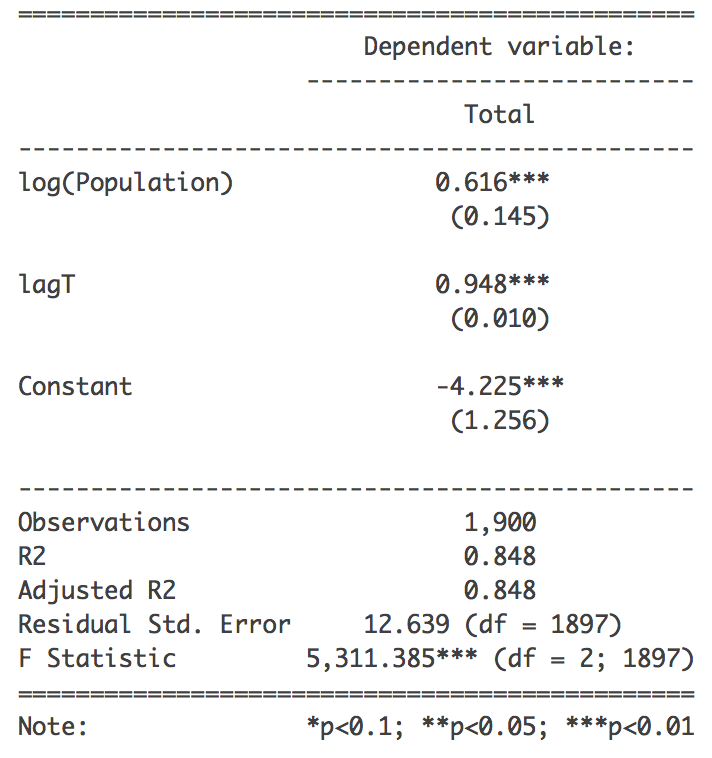 ===============================================
Dependent variable:
---------------------------
Total
-----------------------------------------------
log(Population) 0.616***
(0.145)
lagT 0.948***
(0.010)
Constant -4.225***
(1.256)
-----------------------------------------------
Observations 1,900
R2 0.848
Adjusted R2 0.848
Residual Std. Error 12.639 (df = 1897)
F Statistic 5,311.385*** (df = 2; 1897)
===============================================
Note: *p<0.1; **p<0.05; ***p<0.01